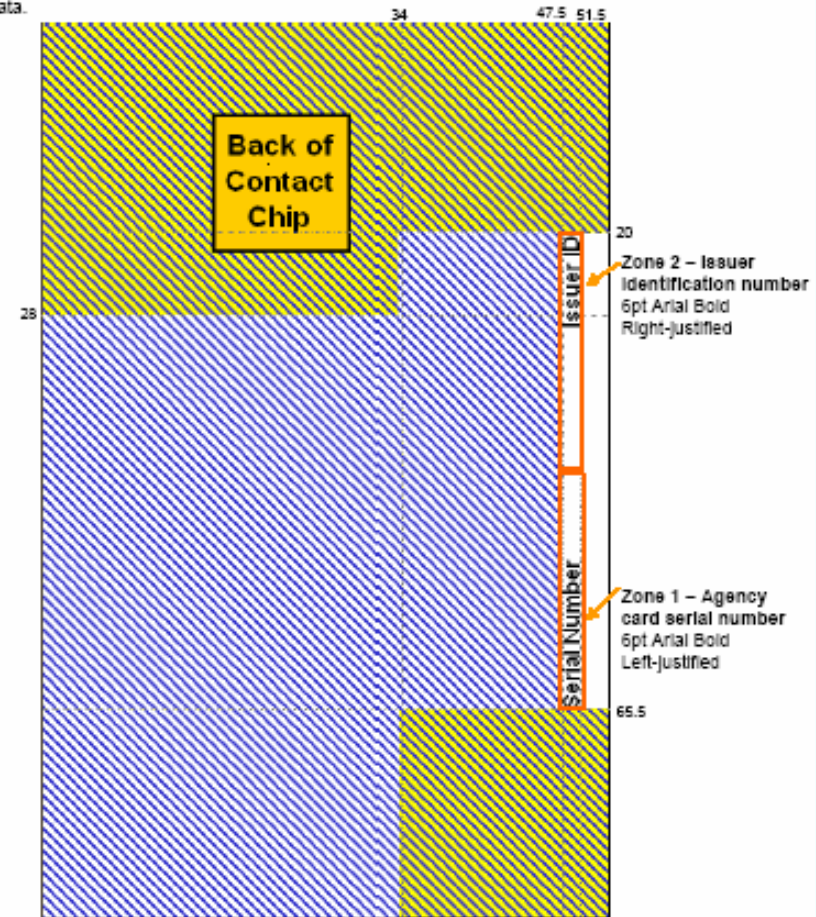 ata.
34
47.5 51.5
Back of
Contact
Chip
20
Issuer ID
Zone 2 – Issuer
identification number
6pt Arial Bold
Right-justified
28
Serial Number
Zone 1 – Agency
card serial number
6pt Arial Bold
Left-justified
65.5